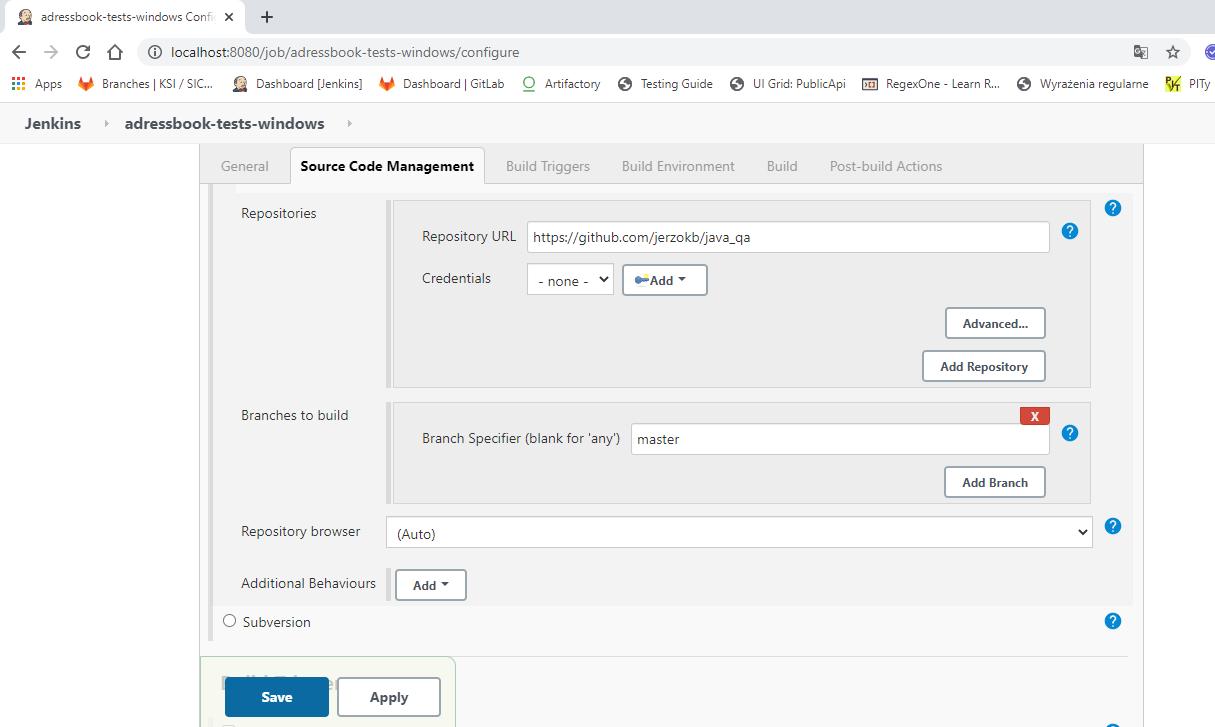 adressbook-tests-windows Confi
localhost:8080/job/adressbook-tests-windows/configure
Apps Branches | KSI / SIC... Dashboard [Jenkins] Dashboard | GitLab Artifactory Testing Guide UI Grid: PublicApi RegexOne - Learn R... Wyrażenia regularne PITy
Jenkins adressbook-tests-windows
General Source Code Management Build Triggers Build Environment Build Post-build Actions
Repositories
Repository URL https://github.com/jerzokb/java_qa
Credentials - none - Add
Advanced...
Add Repository
Branches to build
X
Branch Specifier (blank for 'any') master
Add Branch
Repository browser (Auto)
Additional Behaviours Add
Subversion
Save Apply